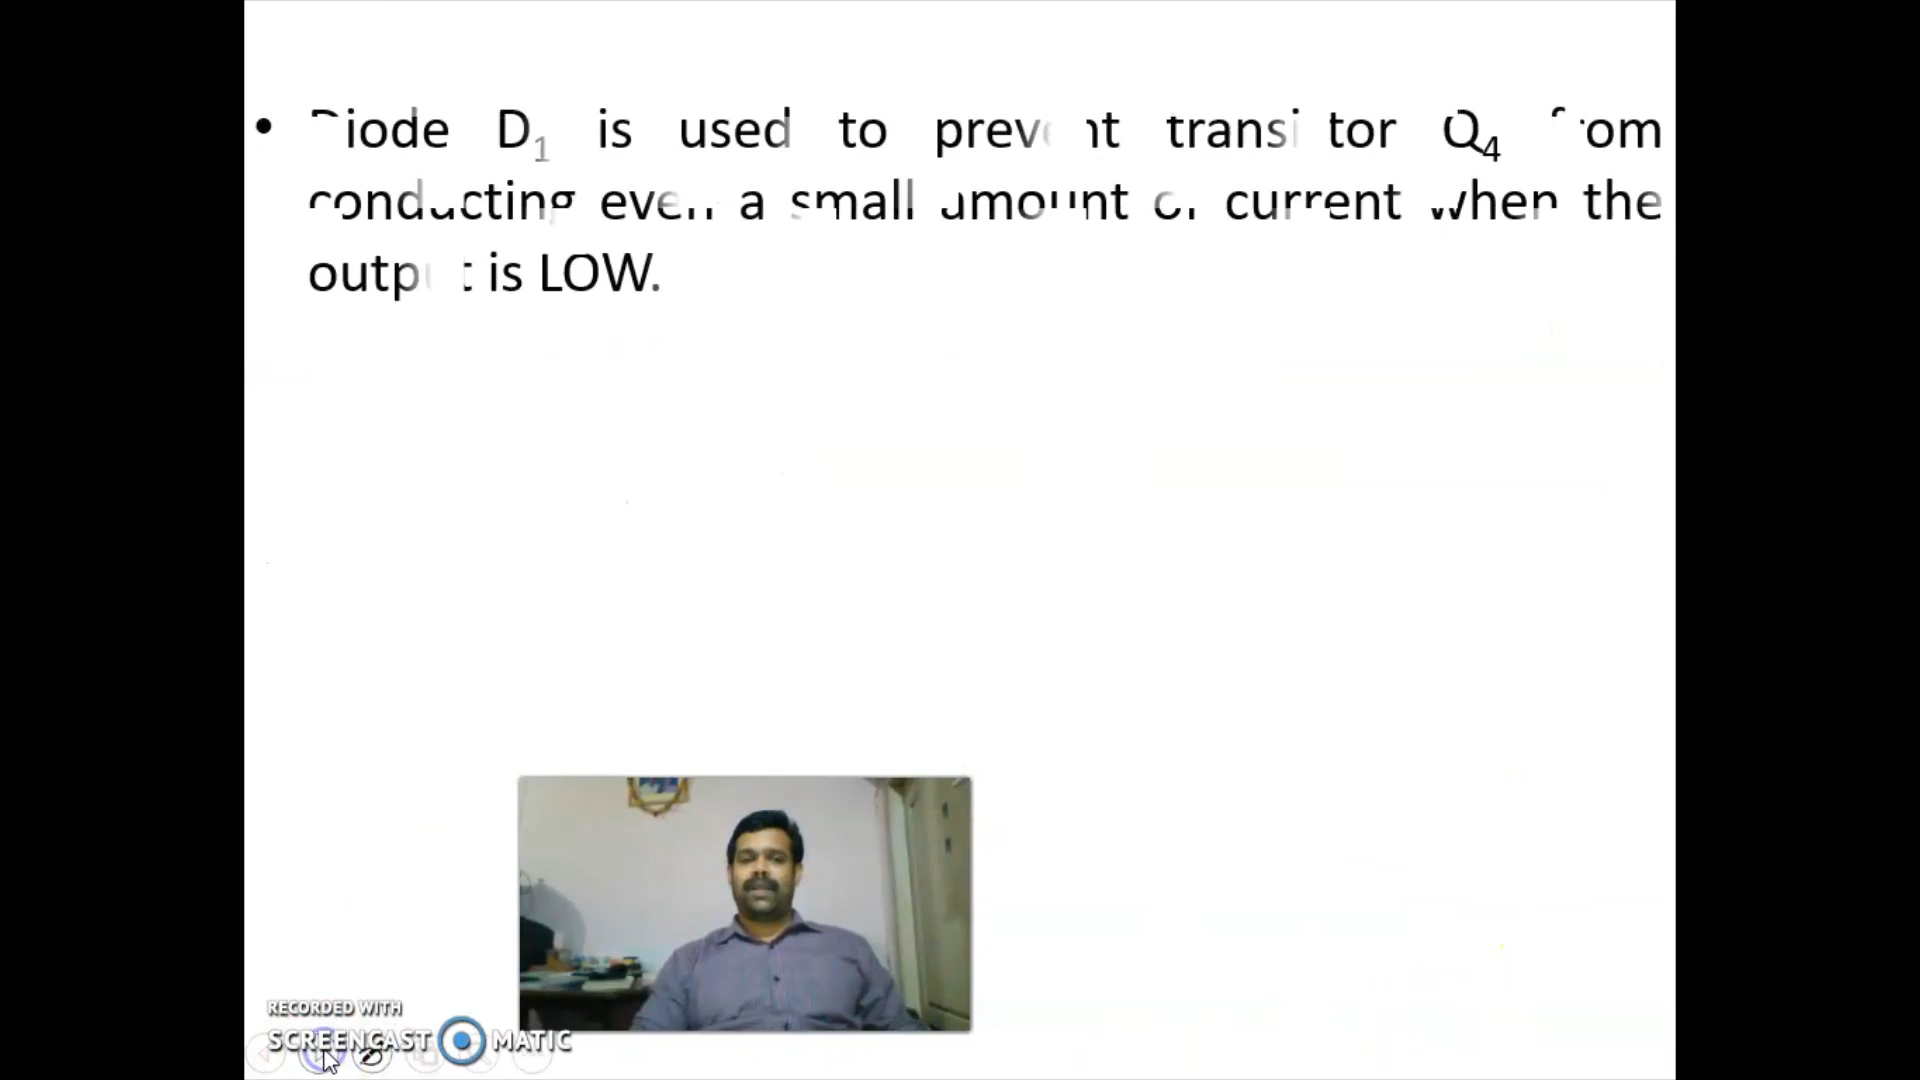 • Diode D₁ is used to prevent transistor Q₄ from
conducting even a small amount of current when the
output is LOW.
RECORDED WITH
SCREENCAST MATIC